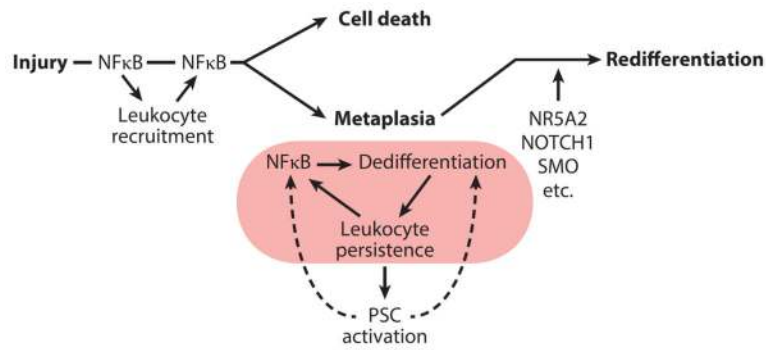 Cell death
Injury NFκB NFκB Redifferentiation
Leukocyte
recruitment
Metaplasia
NR5A2
NOTCH1
SMO
etc.
NFκB Dedifferentiation
Leukocyte
persistence
PSC
activation